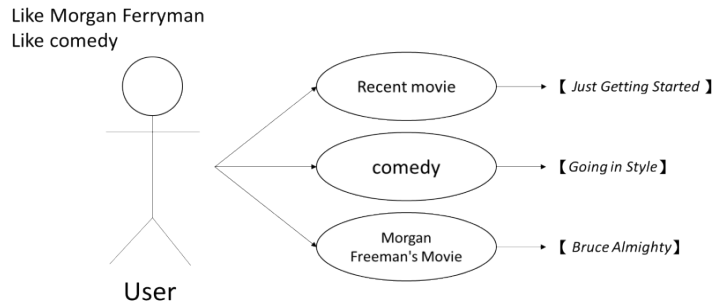 Like Morgan Ferryman
Like comedy
Recent movie
【 Just Getting Started 】
comedy
【Going in Style】
Morgan
Freeman's Movie
【 Bruce Almighty】
User